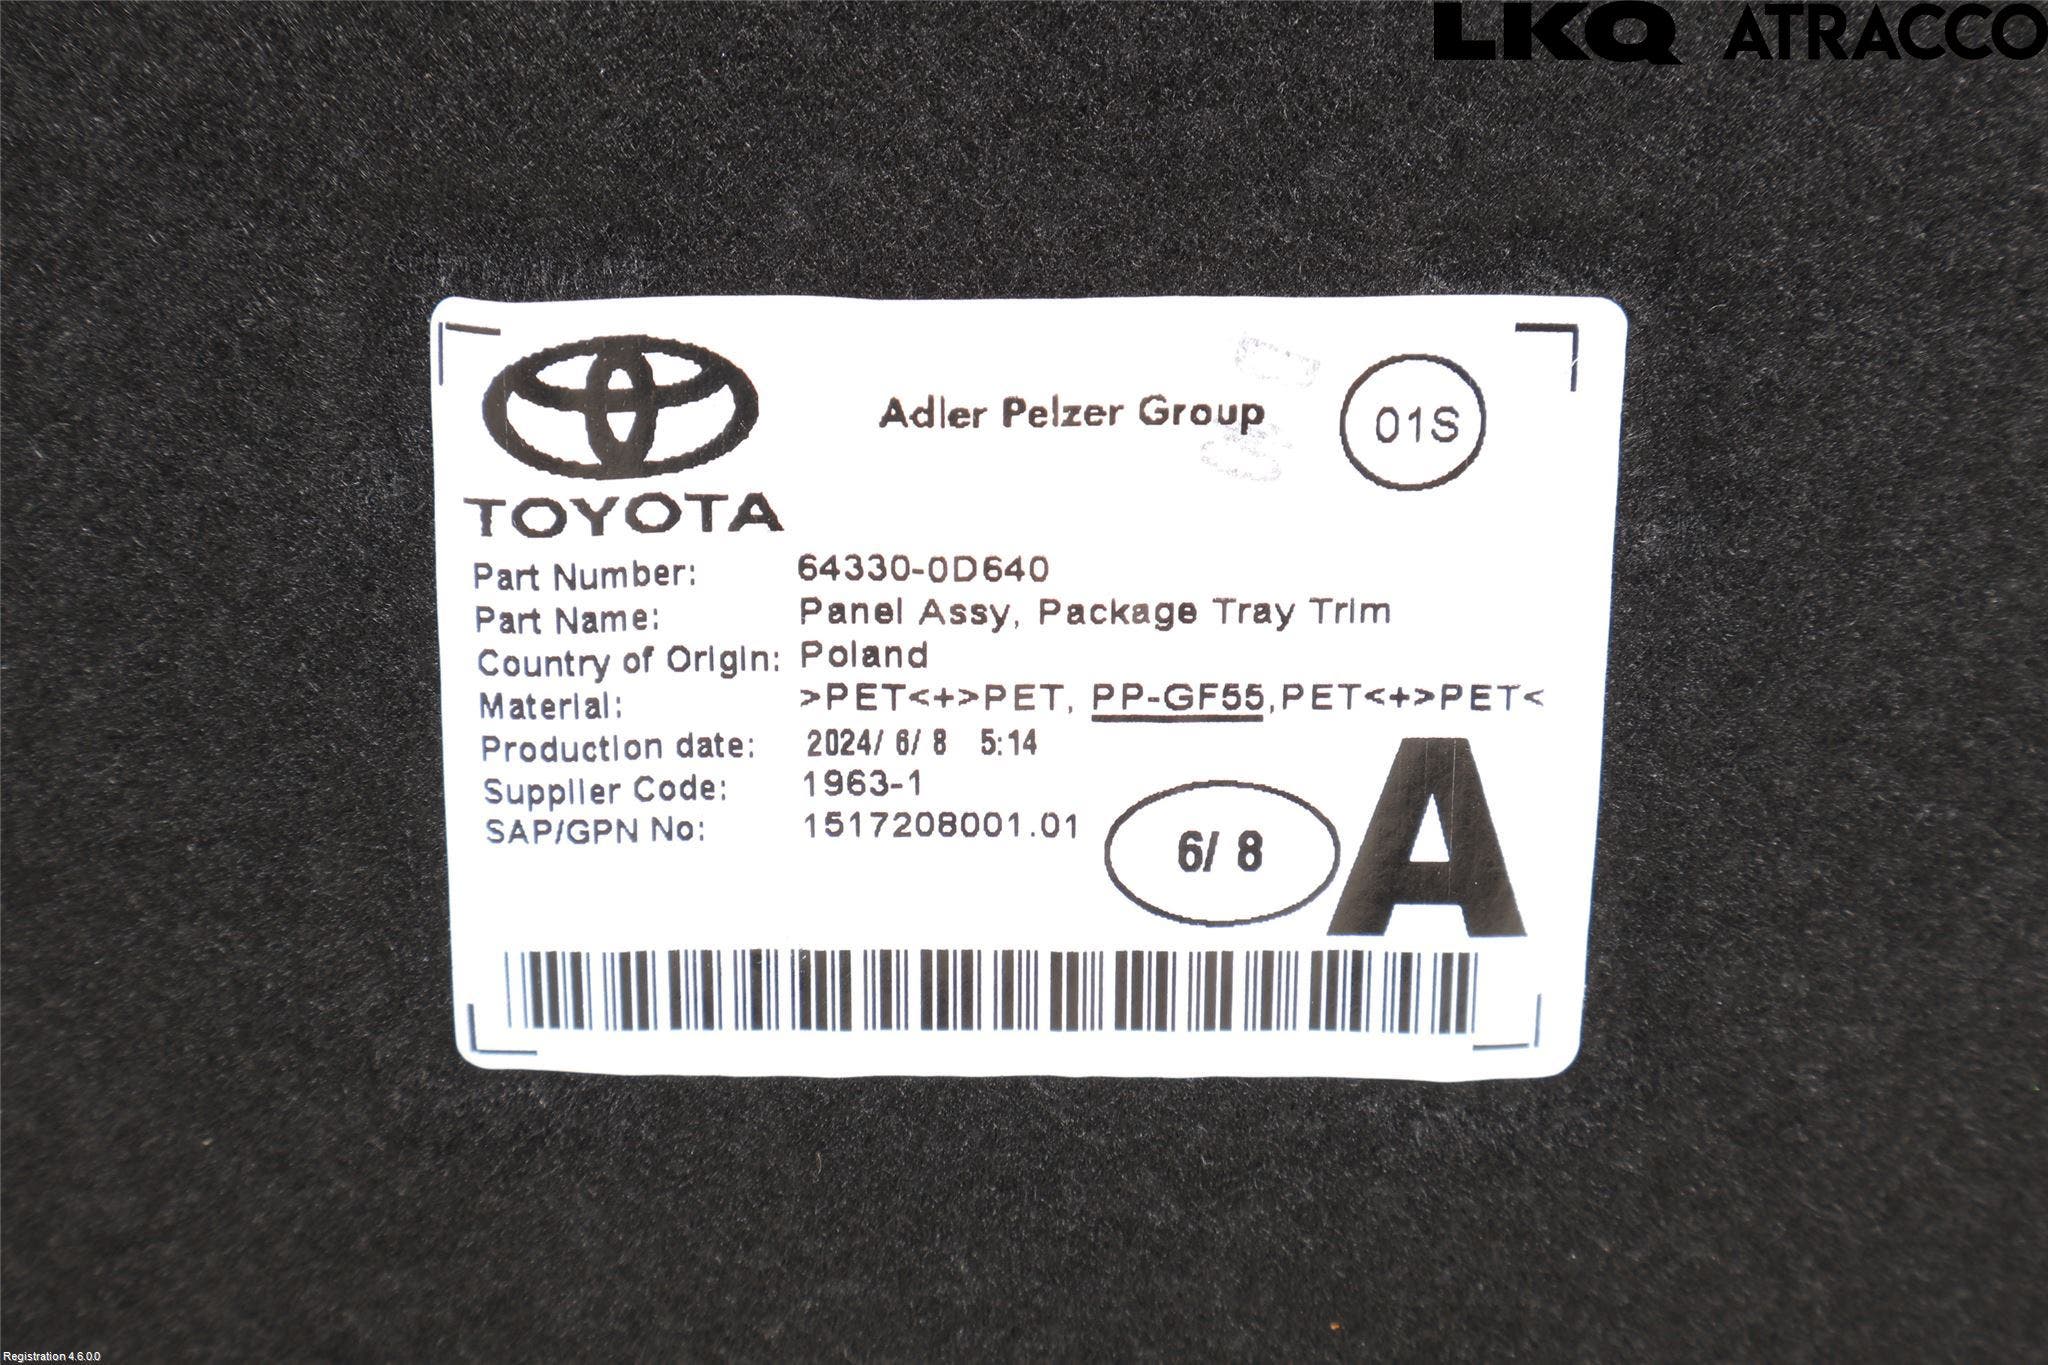 LKQ ATRACCO
Adler Pelzer Group
01S
TOYOTA
Part Number: 64330-0D640
Part Name: Panel Assy, Package Tray Trim
Country of Origin: Poland
Material: >PET<+>PET, PP-GF55,PET<+>PET<
Production date: 2024/ 6/ 8 5:14
Supplier Code: 1963-1
SAP/GPN No: 1517208001.01
6/ 8
A
Registration 4.6.0.0